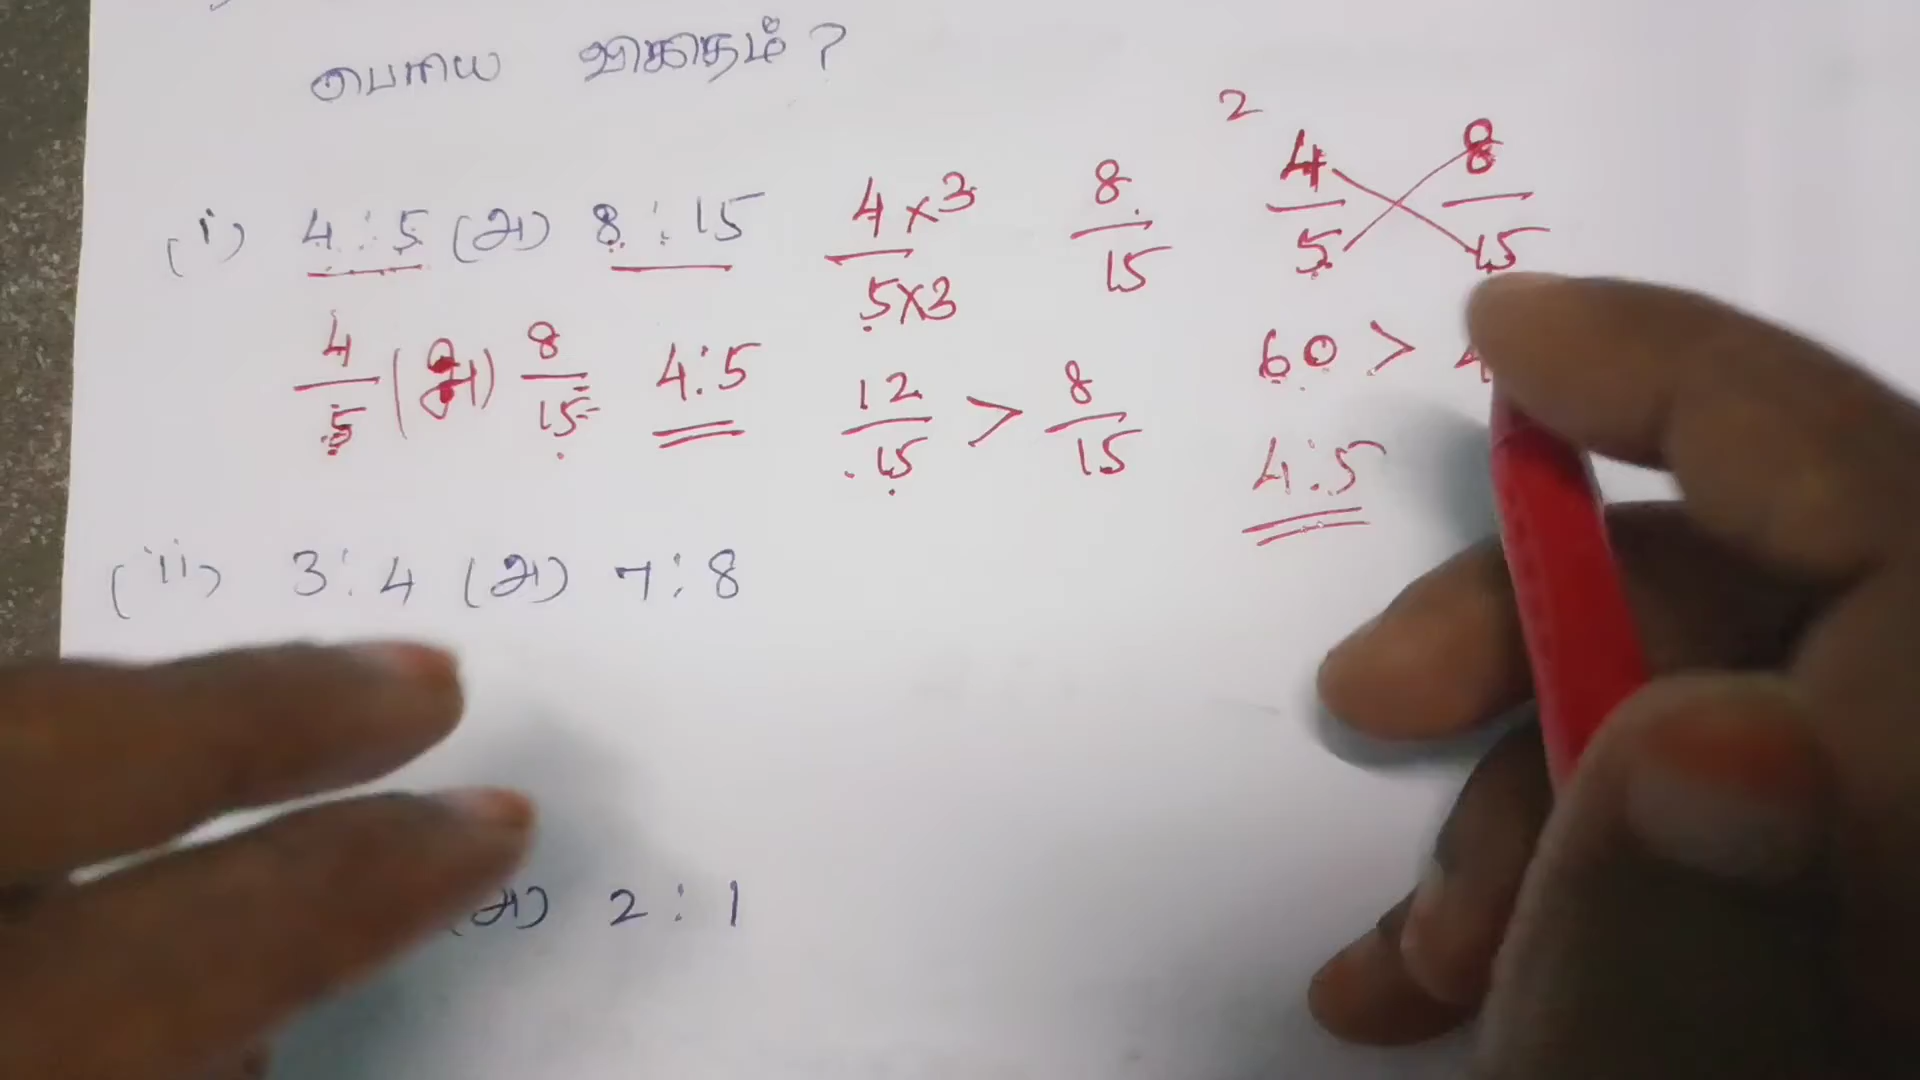 பெரிய விகிதம் ?
(i) 4 : 5 (அ) 8 : 15
4/5 (அ) 8/15 4:5
4×3/5×3 8/15
12/15 > 8/15
2
4/5 8/15
60 > 4
4:5
(ii) 3 : 4 (அ) 7 : 8
(அ) 2 : 1